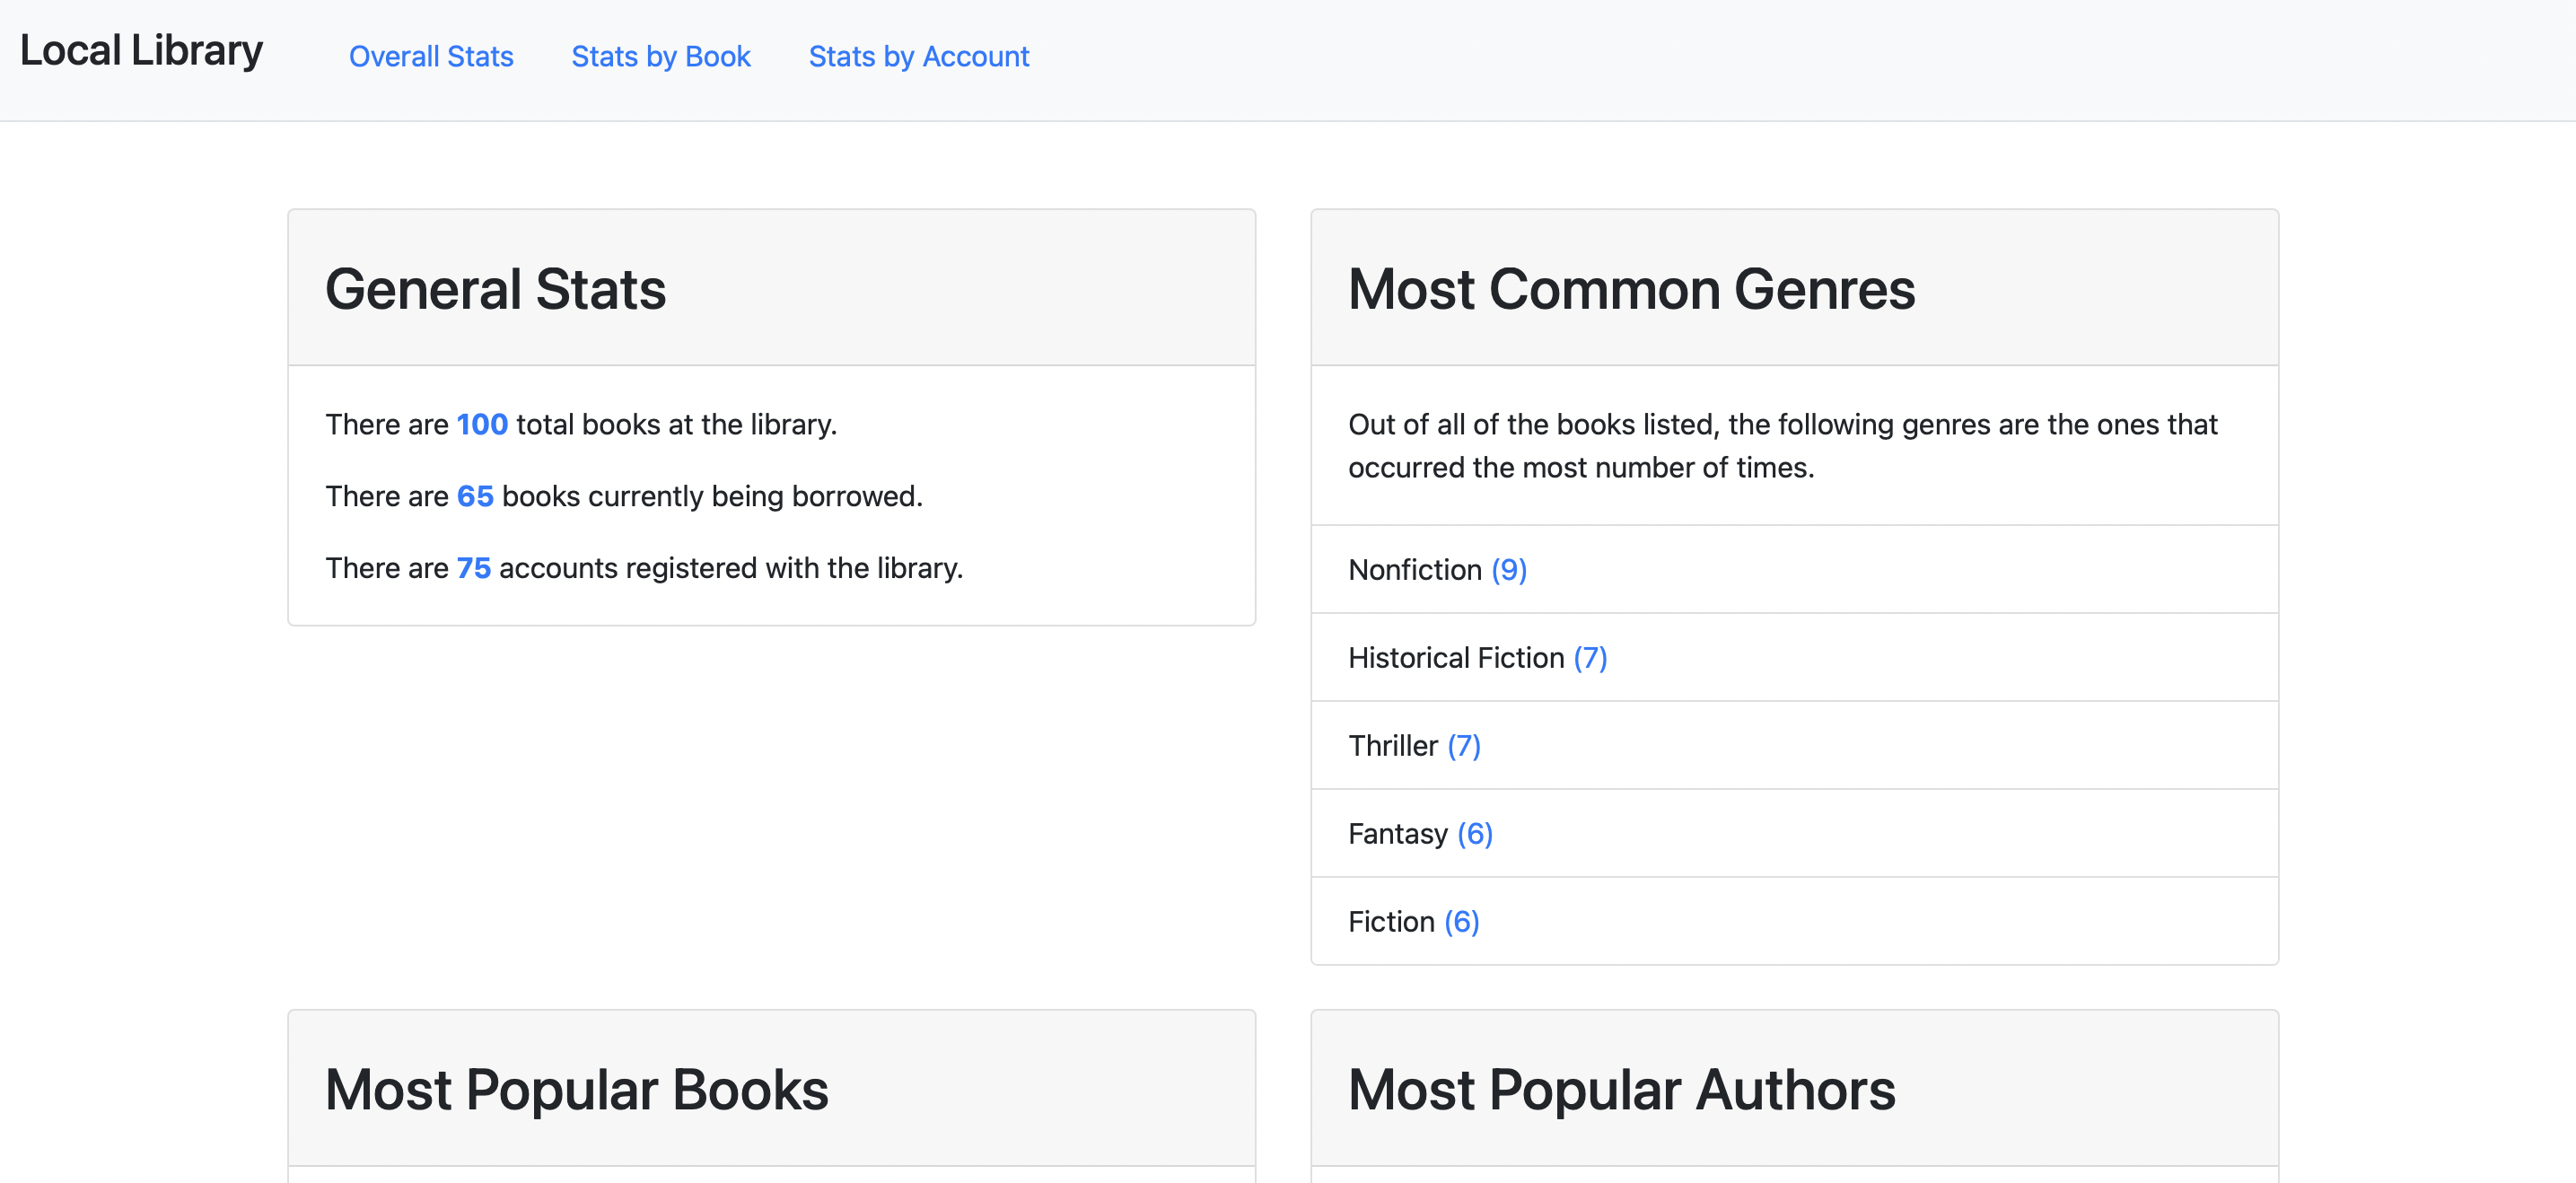 Local Library
Overall Stats
Stats by Book
Stats by Account
General Stats
There are 100 total books at the library.
There are 65 books currently being borrowed.
There are 75 accounts registered with the library.
Most Common Genres
Out of all of the books listed, the following genres are the ones that
occurred the most number of times.
Nonfiction (9)
Historical Fiction (7)
Thriller (7)
Fantasy (6)
Fiction (6)
Most Popular Books
Most Popular Authors